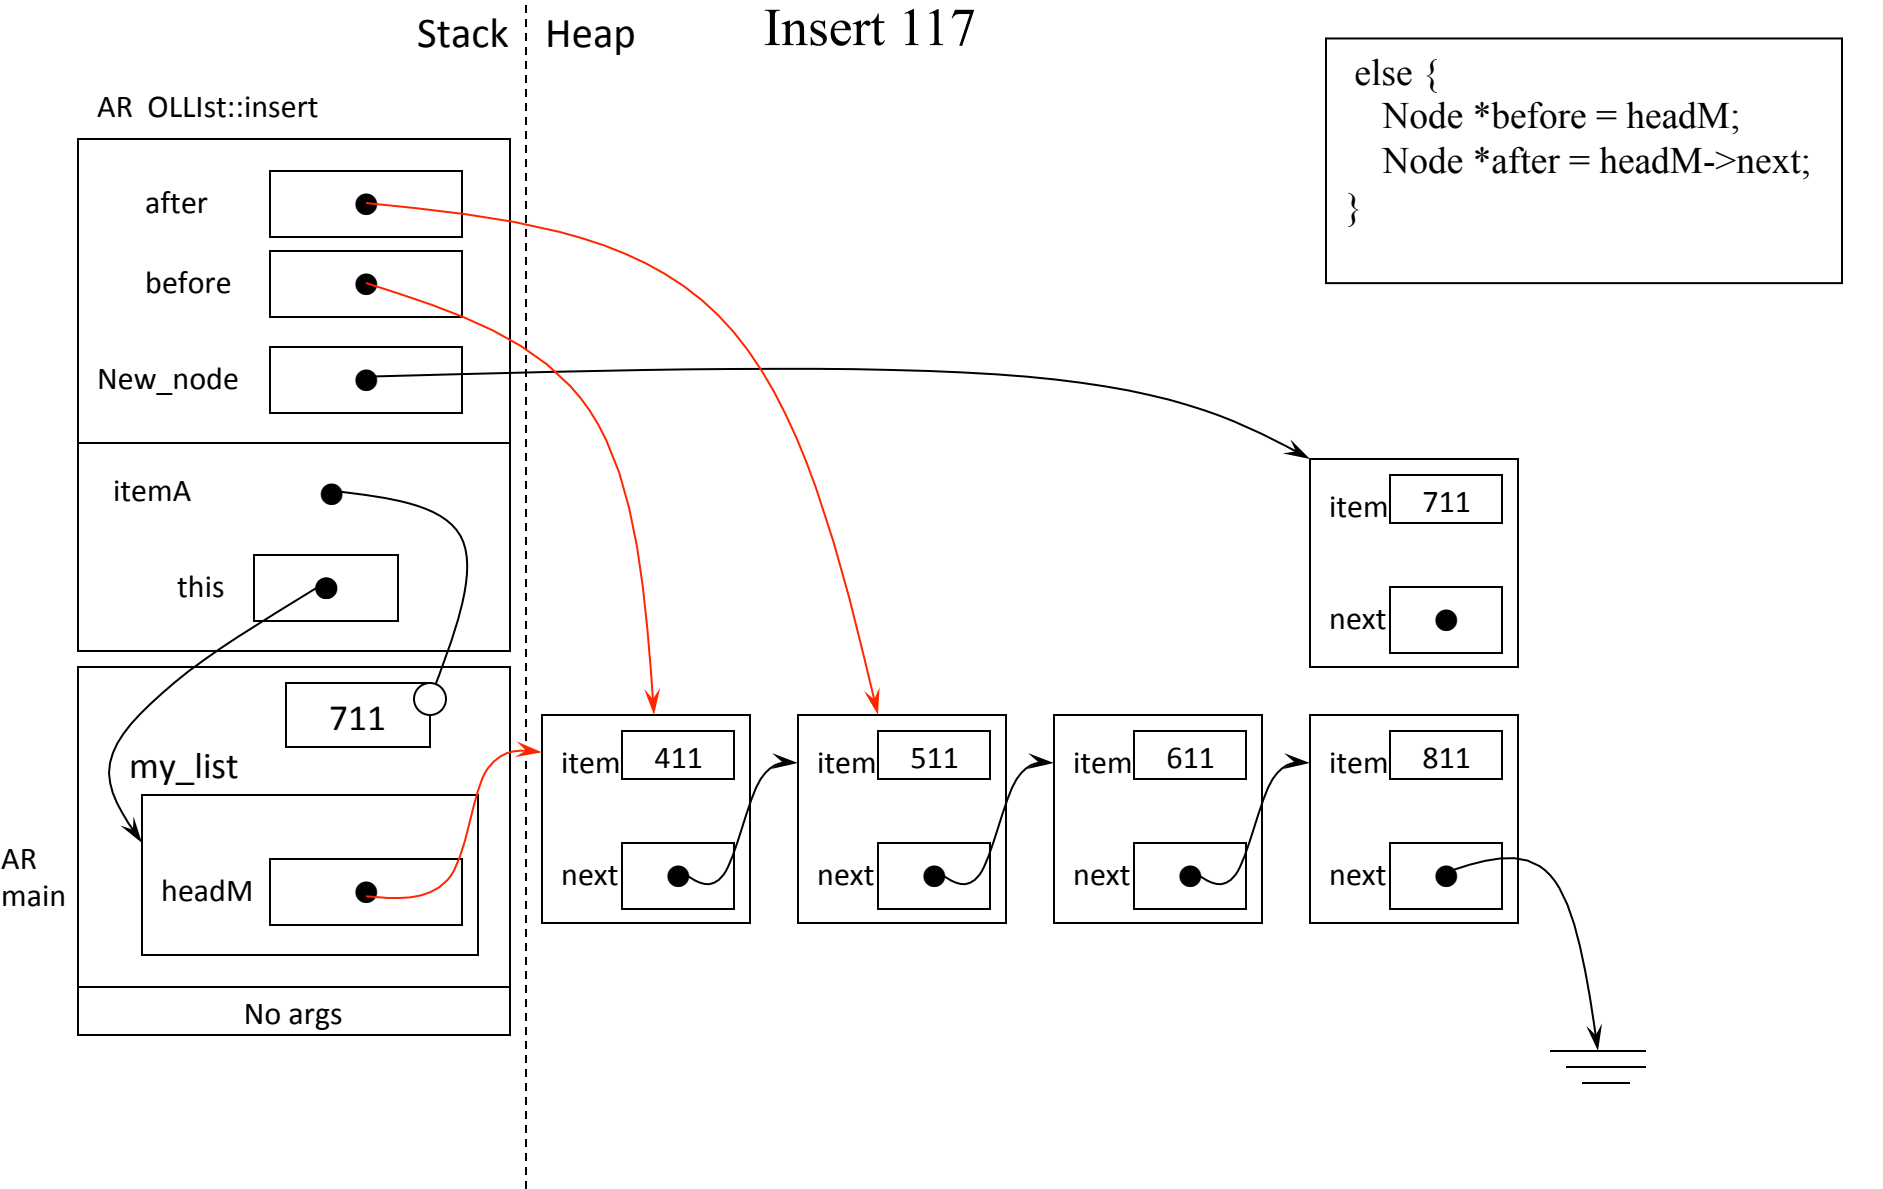 Stack
Heap
Insert 117
else {
Node *before = headM;
Node *after = headM->next;
}
AR OLLIst::insert
after
before
New_node
itemA
this
711
my_list
AR
main
headM
No args
item 711
next
item 411
next
item 511
next
item 611
next
item 811
next